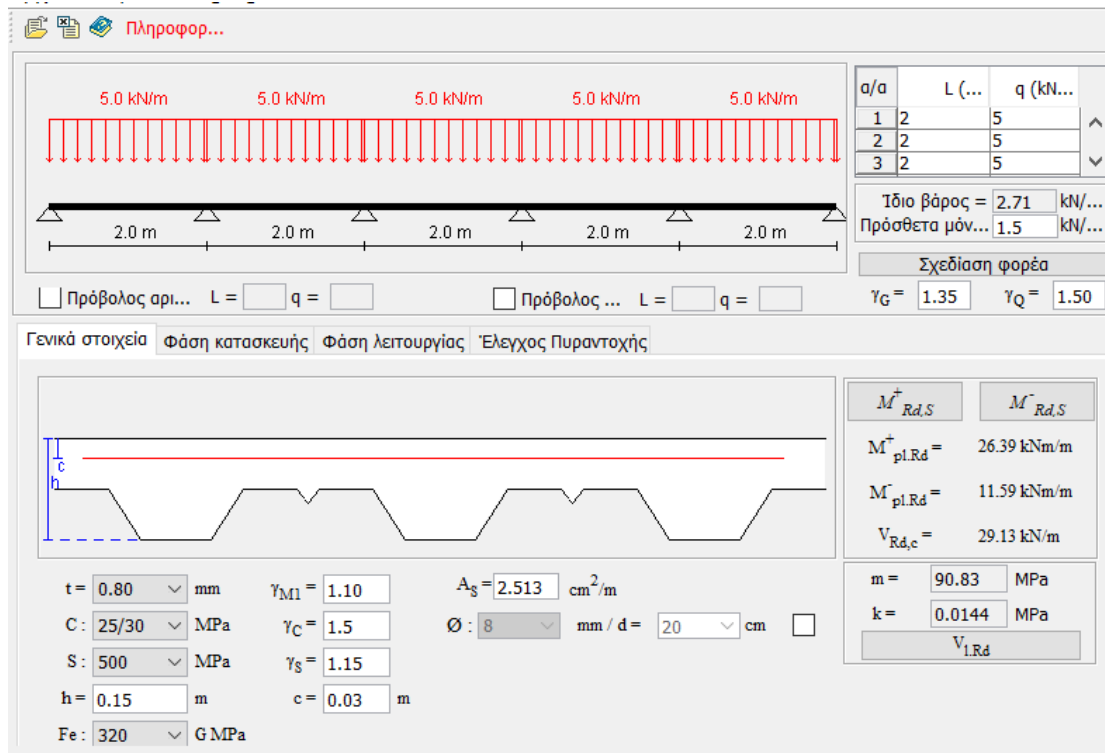 Πληροφορ...
5.0 kN/m 5.0 kN/m 5.0 kN/m 5.0 kN/m 5.0 kN/m
2.0 m 2.0 m 2.0 m 2.0 m 2.0 m
α/α L (... q (kN...
1 2 5
2 2 5
3 2 5
Ίδιο βάρος = 2.71 kN/...
Πρόσθετα μόν... 1.5 kN/...
Σχεδίαση φορέα
Πρόβολος αρι... L = q = Πρόβολος ... L = q =
γG = 1.35 γQ = 1.50
Γενικά στοιχεία Φάση κατασκευής Φάση λειτουργίας Έλεγχος Πυραντοχής
c
h
M+Rd,S M-Rd,S
M+pl.Rd = 26.39 kNm/m
M-pl.Rd = 11.59 kNm/m
VRd,c = 29.13 kN/m
t = 0.80 mm γM1 = 1.10 AS = 2.513 cm2/m
C : 25/30 MPa γC = 1.5 Ø : 8 mm / d = 20 cm
S : 500 MPa γS = 1.15
h = 0.15 m c = 0.03 m
Fe : 320 G MPa
m = 90.83 MPa
k = 0.0144 MPa
V1.Rd